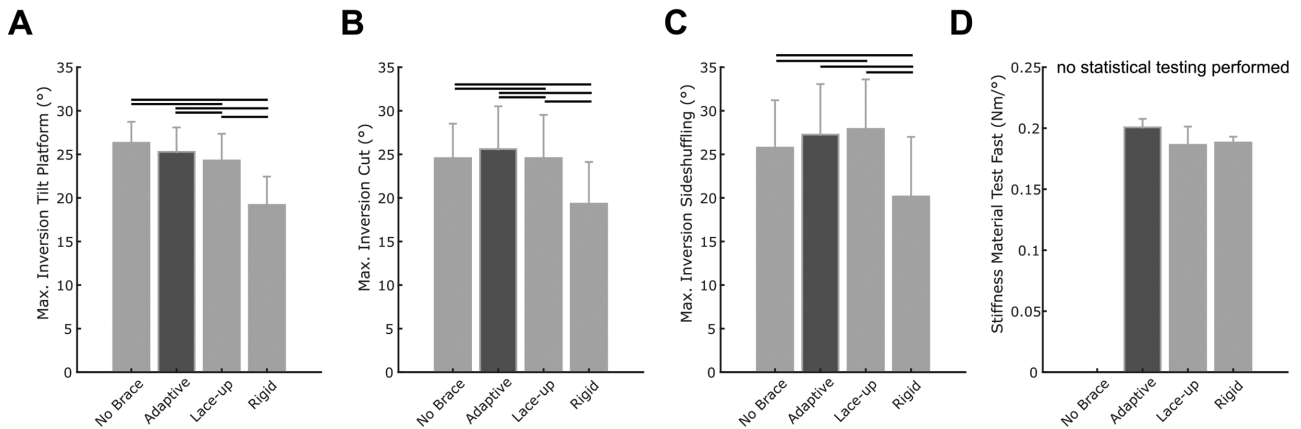 A
B
C
D
Max. Inversion Tilt Platform (°)
35
30
25
20
15
10
5
0
No Brace
Adaptive
Lace-up
Rigid
Max. Inversion Cut (°)
35
30
25
20
15
10
5
0
No Brace
Adaptive
Lace-up
Rigid
Max. Inversion Sideshuffling (°)
35
30
25
20
15
10
5
0
No Brace
Adaptive
Lace-up
Rigid
no statistical testing performed
Stiffness Material Test Fast (Nm/°)
0.25
0.2
0.15
0.1
0.05
0
No Brace
Adaptive
Lace-up
Rigid